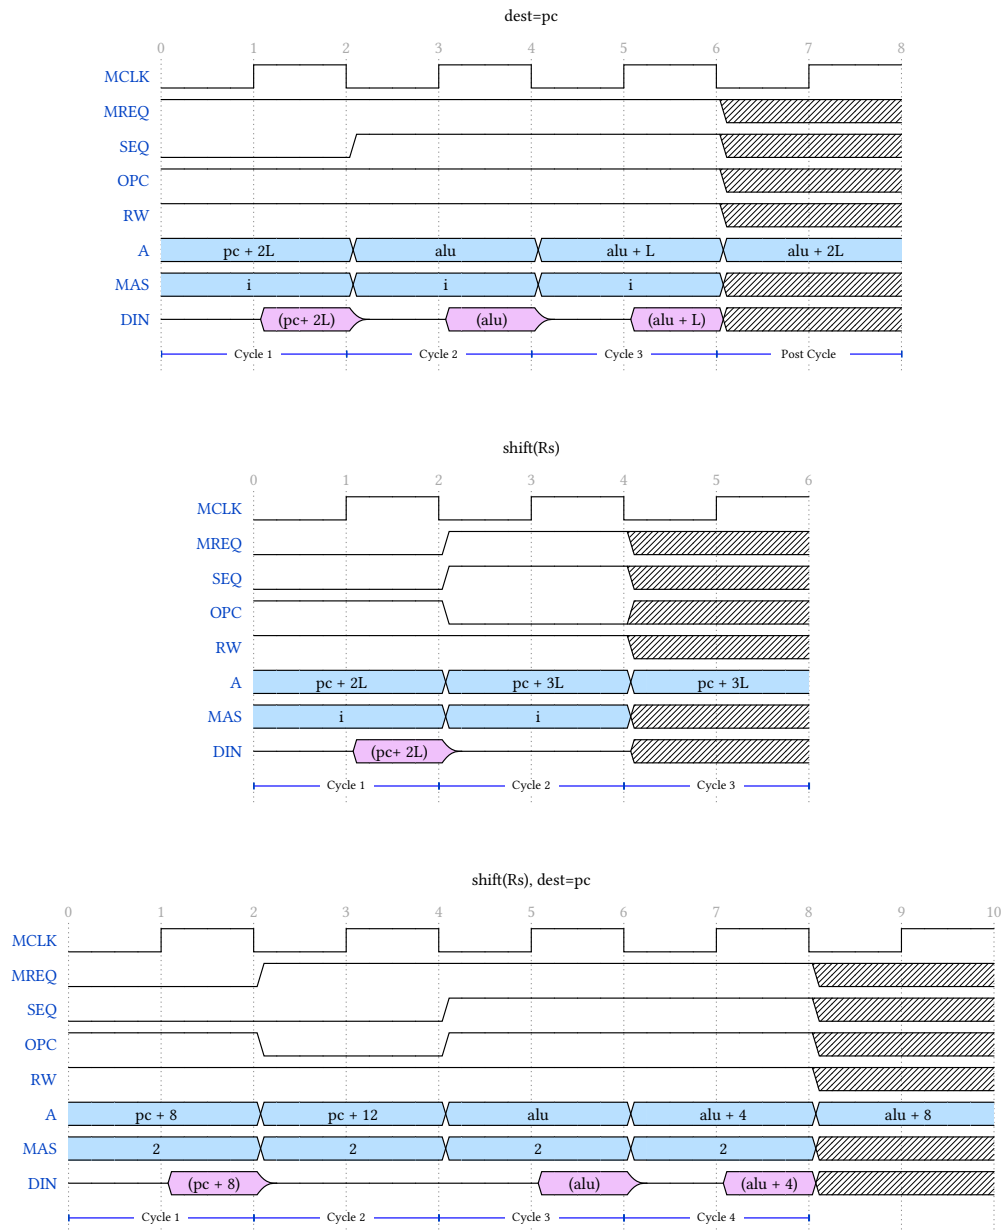 dest=pc
0 1 2 3 4 5 6 7 8
MCLK
MREQ
SEQ
OPC
RW
A pc + 2L alu alu + L alu + 2L
MAS i i i
DIN (pc+ 2L) (alu) (alu + L)
Cycle 1 Cycle 2 Cycle 3 Post Cycle
shift(Rs)
0 1 2 3 4 5 6
MCLK
MREQ
SEQ
OPC
RW
A pc + 2L pc + 3L pc + 3L
MAS i i
DIN (pc+ 2L)
Cycle 1 Cycle 2 Cycle 3
shift(Rs), dest=pc
0 1 2 3 4 5 6 7 8 9 10
MCLK
MREQ
SEQ
OPC
RW
A pc + 8 pc + 12 alu alu + 4 alu + 8
MAS 2 2 2 2
DIN (pc + 8) (alu) (alu + 4)
Cycle 1 Cycle 2 Cycle 3 Cycle 4